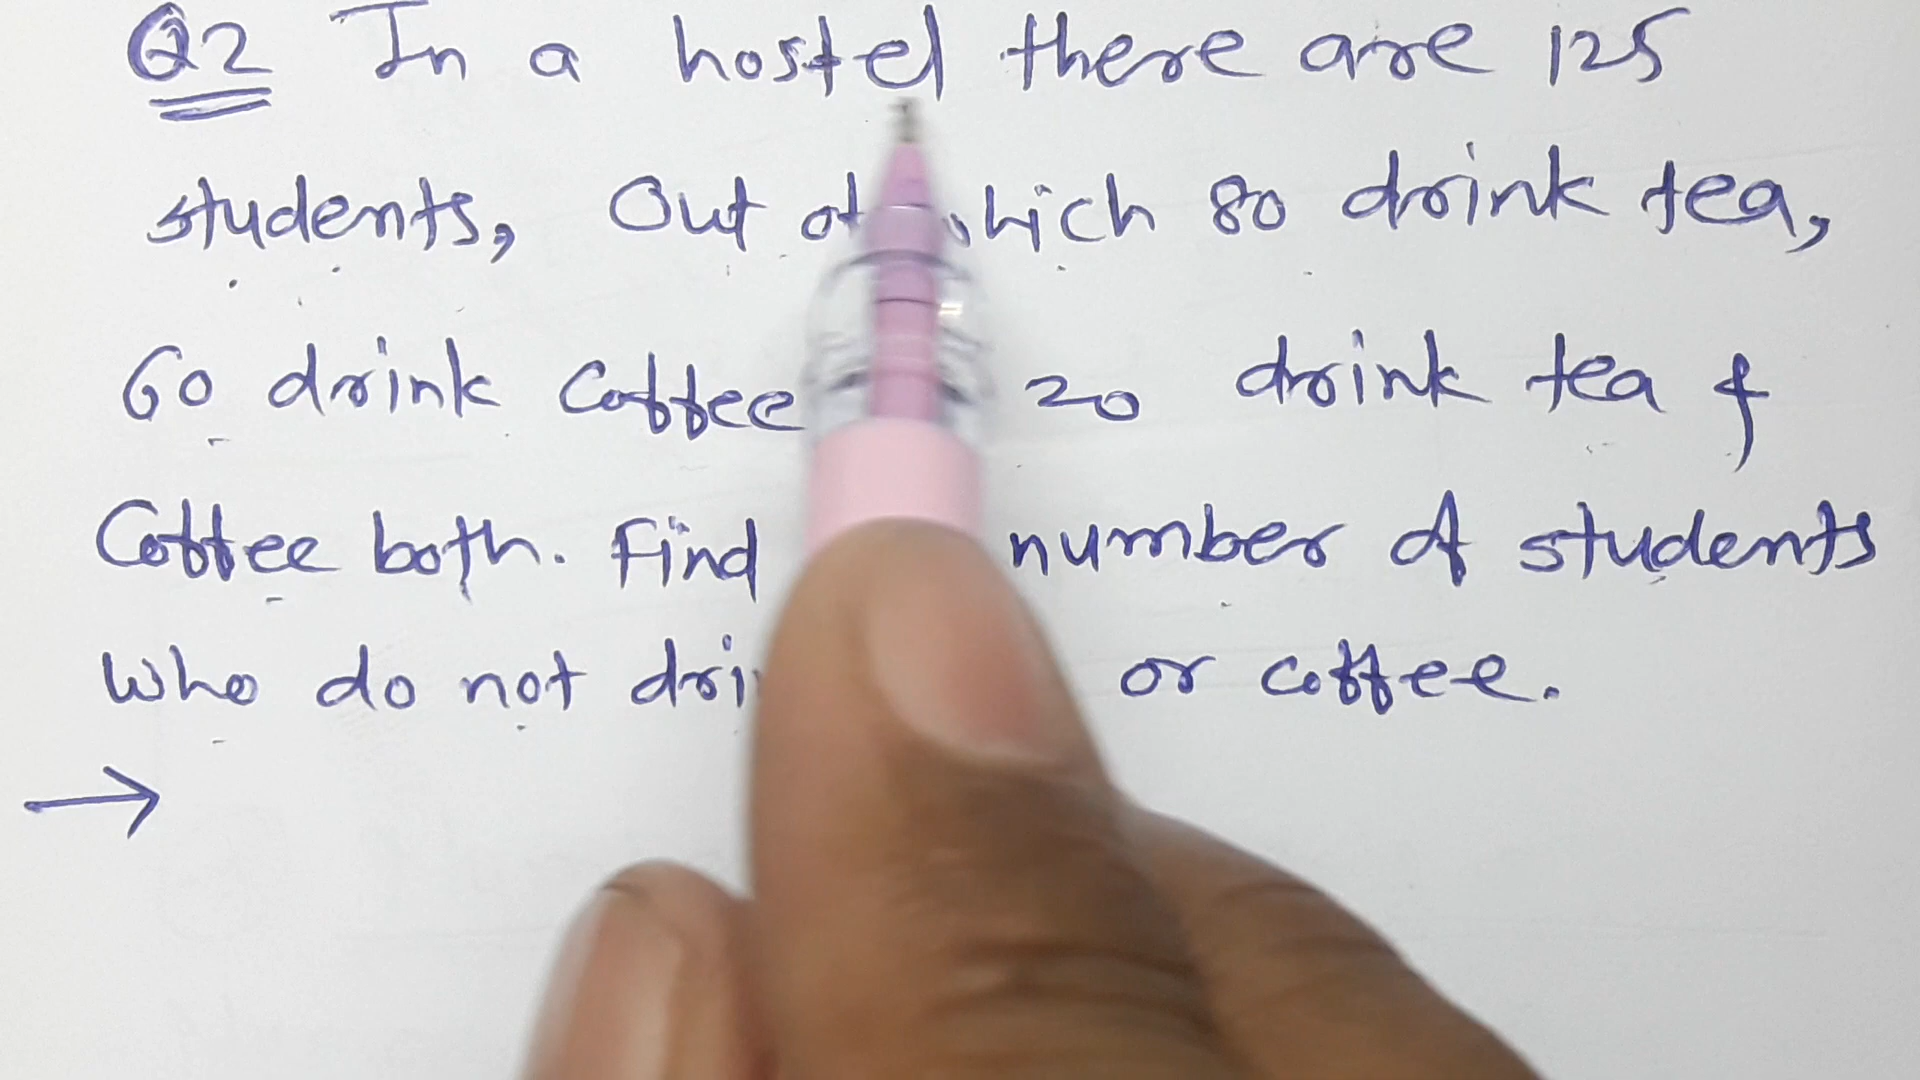 Q2 In a hostel there are 125
students, Out of which 80 drink tea,
60 drink Coffee 20 drink tea &
Coffee both. Find number of students
who do not or coffee.
→